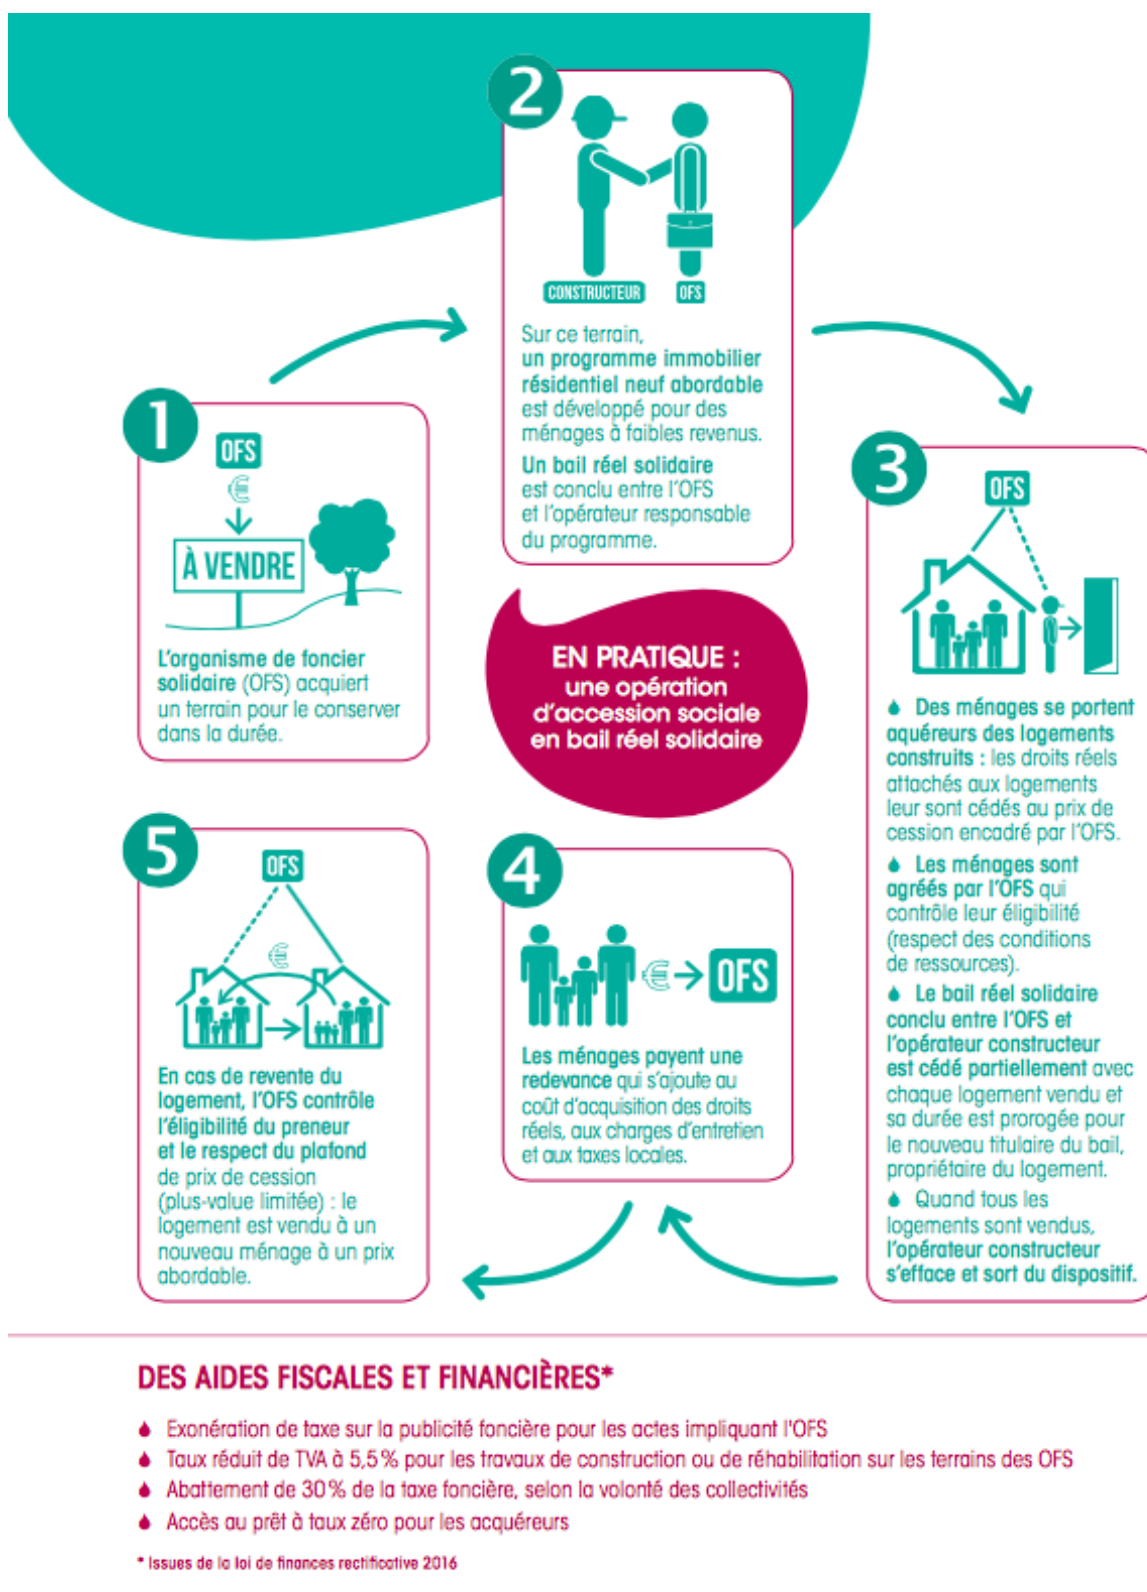 1
OFS
€
À VENDRE
L'organisme de foncier
solidaire (OFS) acquiert
un terrain pour le conserver
dans la durée.
2
CONSTRUCTEUR
OFS
Sur ce terrain,
un programme immobilier
résidentiel neuf abordable
est développé pour des
ménages à faibles revenus.
Un bail réel solidaire
est conclu entre l'OFS
et l'opérateur responsable
du programme.
3
OFS
Des ménages se portent
aquéreurs des logements
construits : les droits réels
attachés aux logements
leur sont cédés au prix de
cession encadré par l'OFS.
Les ménages sont
agréés par l'OFS qui
contrôle leur éligibilité
(respect des conditions
de ressources).
Le bail réel solidaire
conclu entre l'OFS et
l'opérateur constructeur
est cédé partiellement avec
chaque logement vendu et
sa durée est prorogée pour
le nouveau titulaire du bail,
propriétaire du logement.
Quand tous les
logements sont vendus,
l'opérateur constructeur
s'efface et sort du dispositif.
EN PRATIQUE :
une opération
d'accession sociale
en bail réel solidaire
4
€
OFS
Les ménages payent une
redevance qui s'ajoute au
coût d'acquisition des droits
réels, aux charges d'entretien
et aux taxes locales.
5
OFS
€
En cas de revente du
logement, l'OFS contrôle
l'éligibilité du preneur
et le respect du plafond
de prix de cession
(plus-value limitée) : le
logement est vendu à un
nouveau ménage à un prix
abordable.
DES AIDES FISCALES ET FINANCIÈRES*
Exonération de taxe sur la publicité foncière pour les actes impliquant l'OFS
Taux réduit de TVA à 5,5 % pour les travaux de construction ou de réhabilitation sur les terrains des OFS
Abattement de 30 % de la taxe foncière, selon la volonté des collectivités
Accès au prêt à taux zéro pour les acquéreurs
* Issues de la loi de finances rectificative 2016